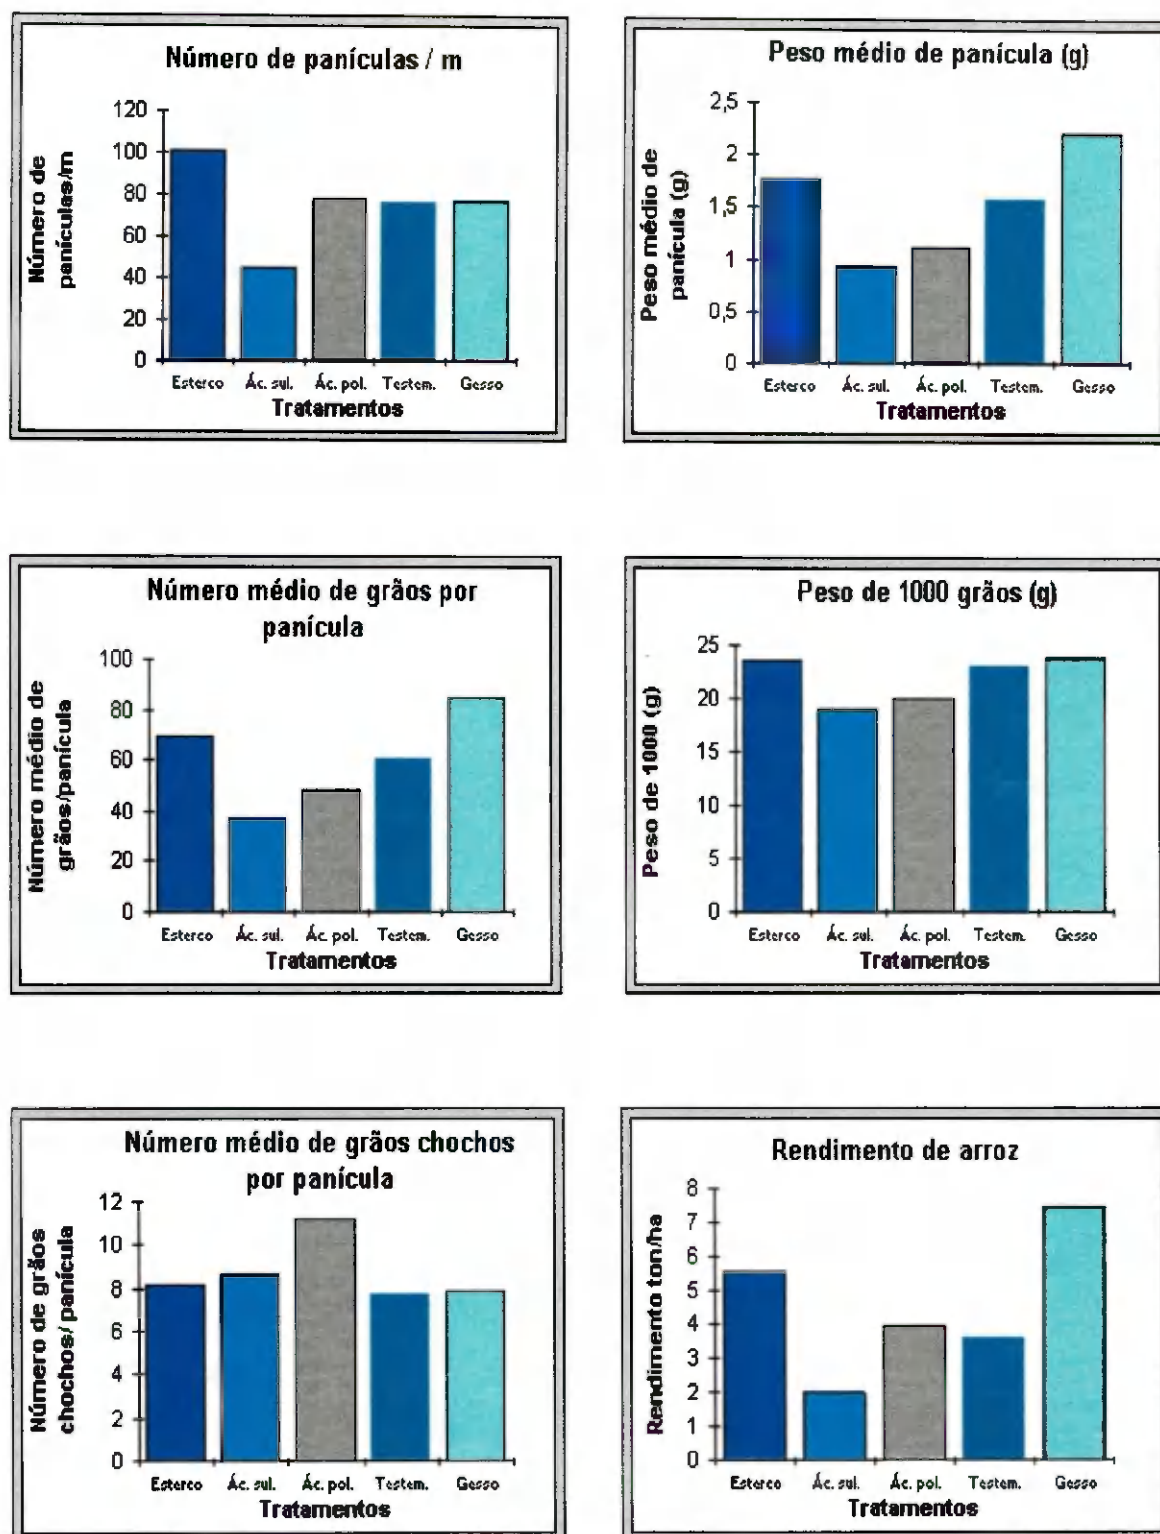 Número de panículas / m
Número de
panículas/m
120
100
80
60
40
20
0
Esterco Ác. sul. Ác. pol. Testem. Gesso
Tratamentos
Peso médio de panícula (g)
Peso médio de
panícula (g)
2,5
2
1,5
1
0,5
0
Esterco Ác. sul. Ác. pol. Testem. Gesso
Tratamentos
Número médio de grãos por
panícula
Número médio de
grãos/panícula
100
80
60
40
20
0
Esterco Ác. sul. Ác. pol. Testem. Gesso
Tratamentos
Peso de 1000 grãos (g)
Peso de 1000 (g)
25
20
15
10
5
0
Esterco Ác. sul. Ác. pol. Testem. Gesso
Tratamentos
Número médio de grãos chochos
por panícula
Número de grãos
chochos/panícula
12
10
8
6
4
2
0
Esterco Ác. sul. Ác. pol. Testem. Gesso
Tratamentos
Rendimento de arroz
Rendimento ton/ha
8
7
6
5
4
3
2
1
0
Esterco Ác. sul. Ác. pol. Testem. Gesso
Tratamentos